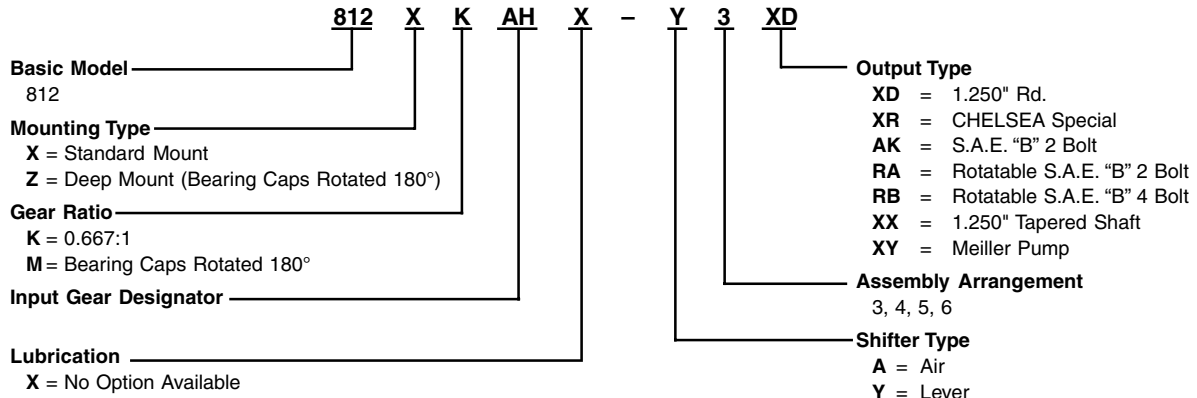 812 X K AH X – Y 3 XD
Basic Model
812
Mounting Type
X = Standard Mount
Z = Deep Mount (Bearing Caps Rotated 180°)
Gear Ratio
K = 0.667:1
M = Bearing Caps Rotated 180°
Input Gear Designator
Lubrication
X = No Option Available
Output Type
XD = 1.250" Rd.
XR = CHELSEA Special
AK = S.A.E. “B” 2 Bolt
RA = Rotatable S.A.E. “B” 2 Bolt
RB = Rotatable S.A.E. “B” 4 Bolt
XX = 1.250" Tapered Shaft
XY = Meiller Pump
Assembly Arrangement
3, 4, 5, 6
Shifter Type
A = Air
Y = Lever